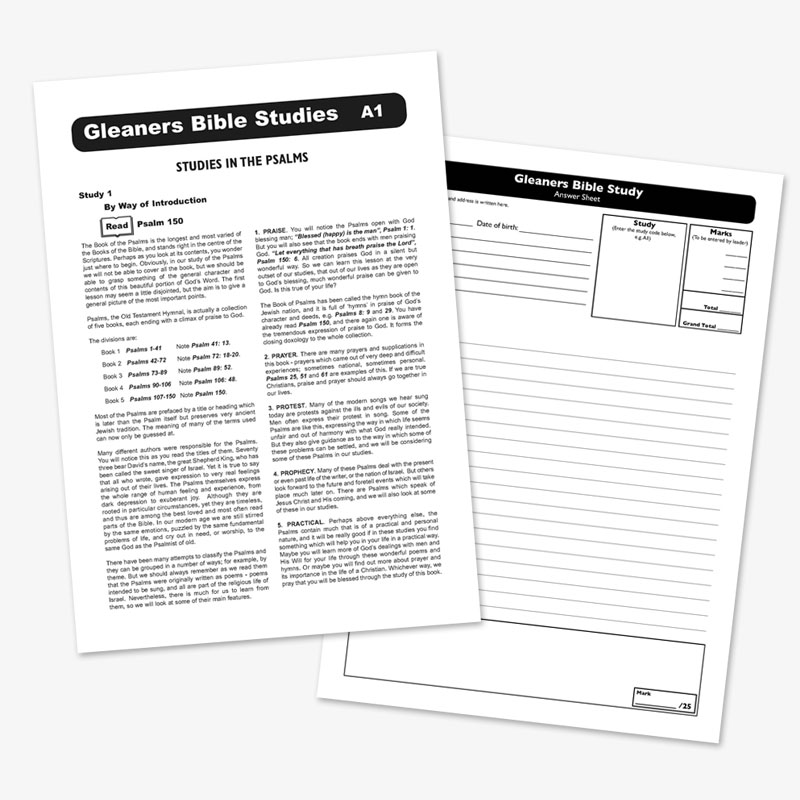 Gleaners Bible Studies A1
STUDIES IN THE PSALMS
Study 1
By Way of Introduction
Read Psalm 150
The Book of the Psalms is the longest and most varied of
the Books of the Bible, and stands right in the centre of the
Scriptures. Perhaps as you look at its contents, you wonder
just where to begin. Obviously, in our study of the Psalms
we will not be able to cover all the book, but we should be
able to grasp something of the general character and
contents of this beautiful portion of God's Word. The first
lesson may seem a little disjointed, but the aim is to give a
general picture of the most important points.
Psalms, the Old Testament Hymnal, is actually a collection
of five books, each ending with a climax of praise to God.
The divisions are:
Book 1 Psalms 1-41 Note Psalm 41: 13.
Book 2 Psalms 42-72 Note Psalm 72: 18-20.
Book 3 Psalms 73-89 Note Psalm 89: 52.
Book 4 Psalms 90-106 Note Psalm 106: 48.
Book 5 Psalms 107-150 Note Psalm 150.
Most of the Psalms are prefaced by a title or heading which
is later than the Psalm itself but preserves very ancient
Jewish tradition. The meaning of many of the terms used
can now only be guessed at.
Many different authors were responsible for the Psalms.
You will notice this as you read the titles of them. Seventy
three bear David's name, the great Shepherd King, who has
been called the sweet singer of Israel. Yet it is true to say
that all who wrote, gave expression to very real feelings
arising out of their lives. The Psalms themselves express
the whole range of human feeling and experience, from
dark depression to exuberant joy. Although they are
rooted in particular circumstances, yet they are timeless,
and thus are among the best loved and most often read
parts of the Bible. In our modern age we are still stirred
by the same emotions, puzzled by the same fundamental
problems of life, and cry out in need, or worship, to the
same God as the Psalmist of old.
There have been many attempts to classify the Psalms and
they can be grouped in a number of ways; for example, by
theme. But we should always remember as we read them
that the Psalms were originally written as poems - poems
intended to be sung, and all are part of the religious life of
Israel. Nevertheless, there is much for us to learn from
them, so we will look at some of their main features.
1. PRAISE. You will notice the Psalms open with God
blessing man; "Blessed (happy) is the man", Psalm 1: 1.
But you will also see that the book ends with men praising
God, "Let everything that has breath praise the Lord",
Psalm 150: 6. All creation praises God in a silent but
wonderful way. So we can learn this lesson at the very
outset of our studies, that out of our lives as they are open
to God's blessing, much wonderful praise can be given to
God. Is this true of your life?
The Book of Psalms has been called the hymn book of the
Jewish nation, and it is full of 'hymns' in praise of God's
character and deeds, e.g. Psalms 8: 9 and 29. You have
already read Psalm 150, and there again one is aware of
the tremendous expression of praise to God. It forms the
closing doxology to the whole collection.
2. PRAYER. There are many prayers and supplications in
this book - prayers which came out of very deep and difficult
experiences; sometimes national, sometimes personal.
Psalms 25, 51 and 61 are examples of this. If we are true
Christians, praise and prayer should always go together in
our lives.
3. PROTEST. Many of the modern songs we hear sung
today are protests against the ills and evils of our society.
Men often express their protest in song. Some of the
Psalms are like this, expressing the way in which life seems
unfair and out of harmony with what God really intended.
But they also give guidance as to the way in which some of
these problems can be settled, and we will be considering
some of these Psalms in our studies.
4. PROPHECY. Many of these Psalms deal with the present
or even past life of the writer, or the nation of Israel. But others
look forward to the future and foretell events which will take
place much later on. There are Psalms which speak of
Jesus Christ and His coming, and we will also look at some
of these in our studies.
5. PRACTICAL. Perhaps above everything else, the
Psalms contain much that is of a practical and personal
nature, and it will be really good if in these studies you find
something which will help you in your life in a practical way.
Maybe you will learn more of God's dealings with men and
His Will for your life through these wonderful poems and
hymns. Or maybe you will find out more about prayer and
its importance in the life of a Christian. Whichever way, we
pray that you will be blessed through the study of this book.
Gleaners Bible Study
Answer Sheet
and address is written here.
Date of birth:
Study
(Enter the study code below,
e.g. A3)
Marks
(To be entered by leader)
Total
Grand Total
Mark
/25